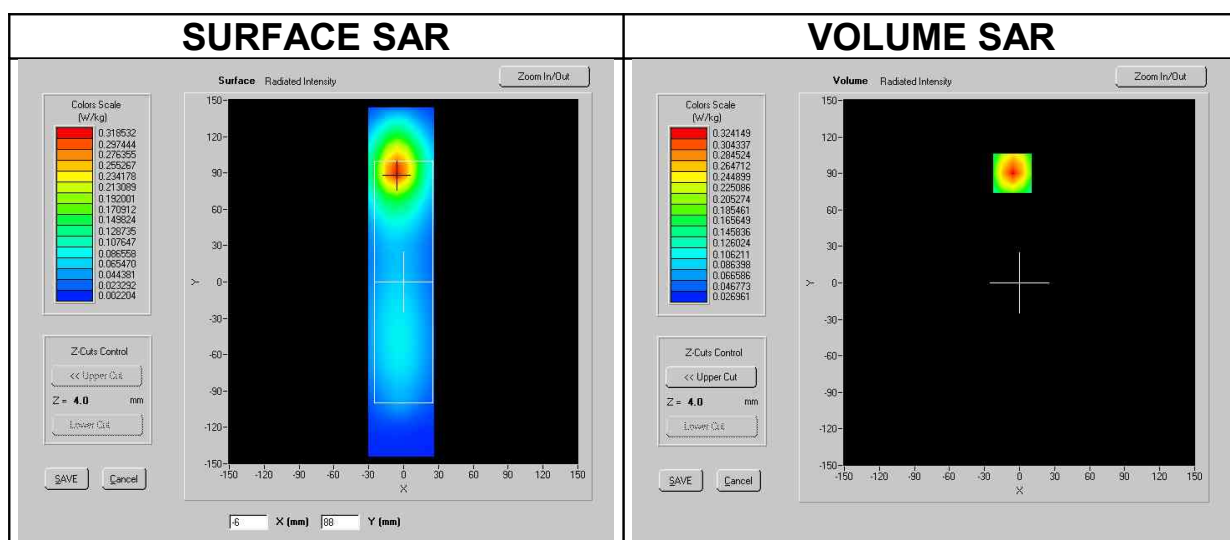 SURFACE SAR
Surface Radiated Intensity
Zoom In/Out
Colors Scale
(W/kg)
0.318532
0.297444
0.276355
0.255267
0.234178
0.213089
0.192001
0.170912
0.149824
0.128735
0.107647
0.086558
0.065470
0.044381
0.023292
0.002204
Z-Cuts Control
<< Upper Cut
Z = 4.0 mm
Lower Cut
SAVE
Cancel
150
120
90
60
30
0
-30
-60
-90
-120
-150
Y
-150 -120 -90 -60 -30 0 30 60 90 120 150
X
-6 X (mm) 88 Y (mm)
VOLUME SAR
Volume Radiated Intensity
Zoom In/Out
Colors Scale
(W/kg)
0.324149
0.304337
0.284524
0.264712
0.244899
0.225086
0.205274
0.185461
0.165649
0.145836
0.126024
0.106211
0.086398
0.066586
0.046773
0.026961
Z-Cuts Control
<< Upper Cut
Z = 4.0 mm
Lower Cut
SAVE
Cancel
150
120
90
60
30
0
-30
-60
-90
-120
-150
Y
-150 -120 -90 -60 -30 0 30 60 90 120 150
X